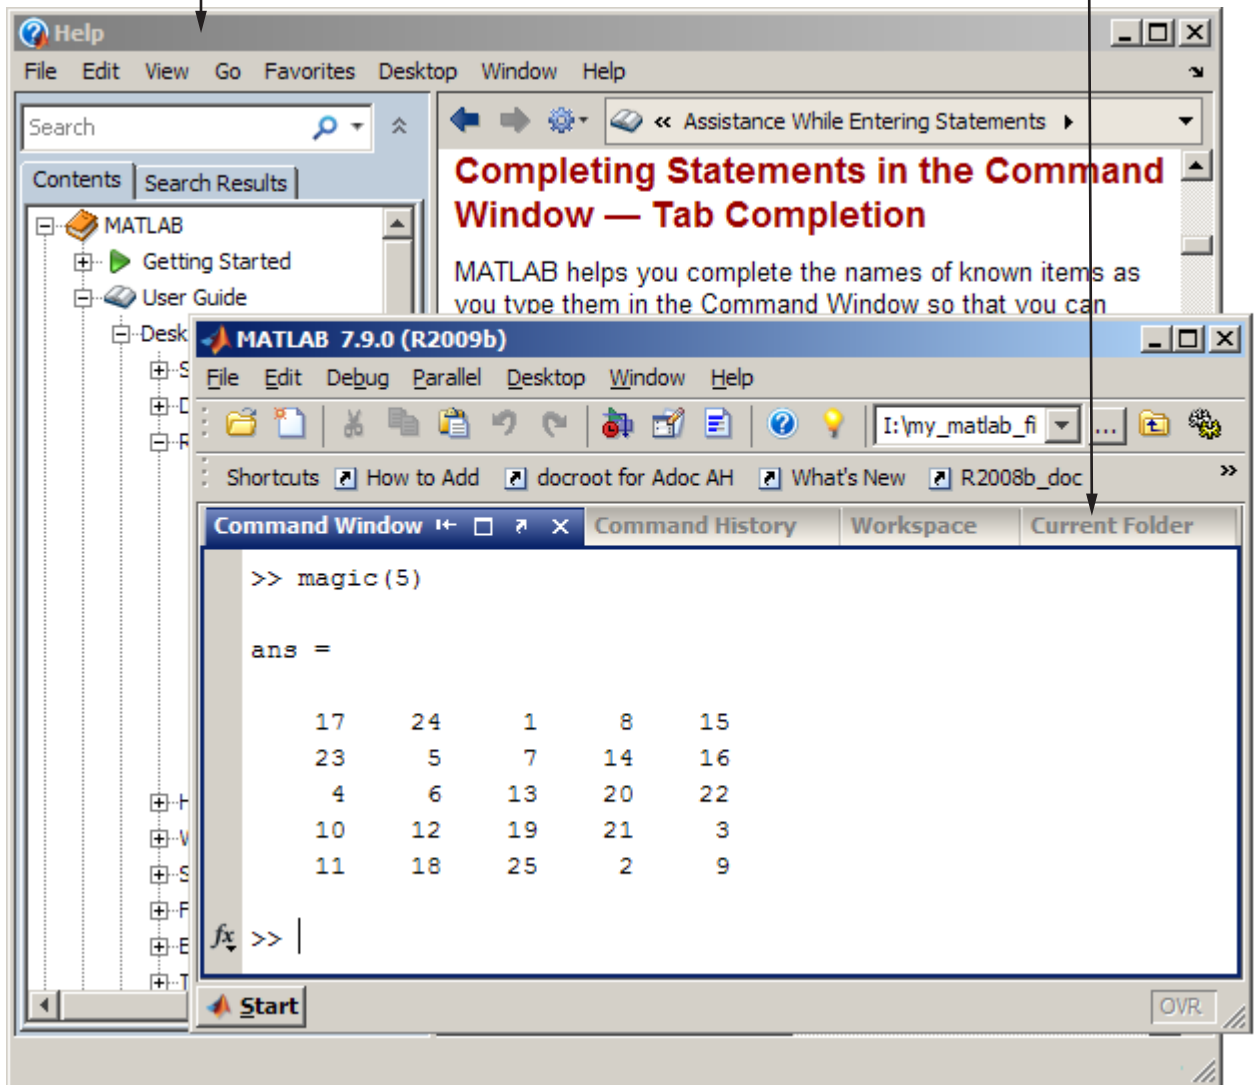 Help
File Edit View Go Favorites Desktop Window Help
Search
« Assistance While Entering Statements
Contents Search Results
MATLAB
Getting Started
User Guide
Completing Statements in the Command
Window — Tab Completion
MATLAB helps you complete the names of known items as
you type them in the Command Window so that you can
Desk
S
D
R
H
W
S
F
E
T
MATLAB 7.9.0 (R2009b)
File Edit Debug Parallel Desktop Window Help
I:\my_matlab_fi ...
Shortcuts How to Add docroot for Adoc AH What's New R2008b_doc »
Command Window Command History Workspace Current Folder
>> magic(5)
ans =
17 24 1 8 15
23 5 7 14 16
4 6 13 20 22
10 12 19 21 3
11 18 25 2 9
fx >>
Start
OVR